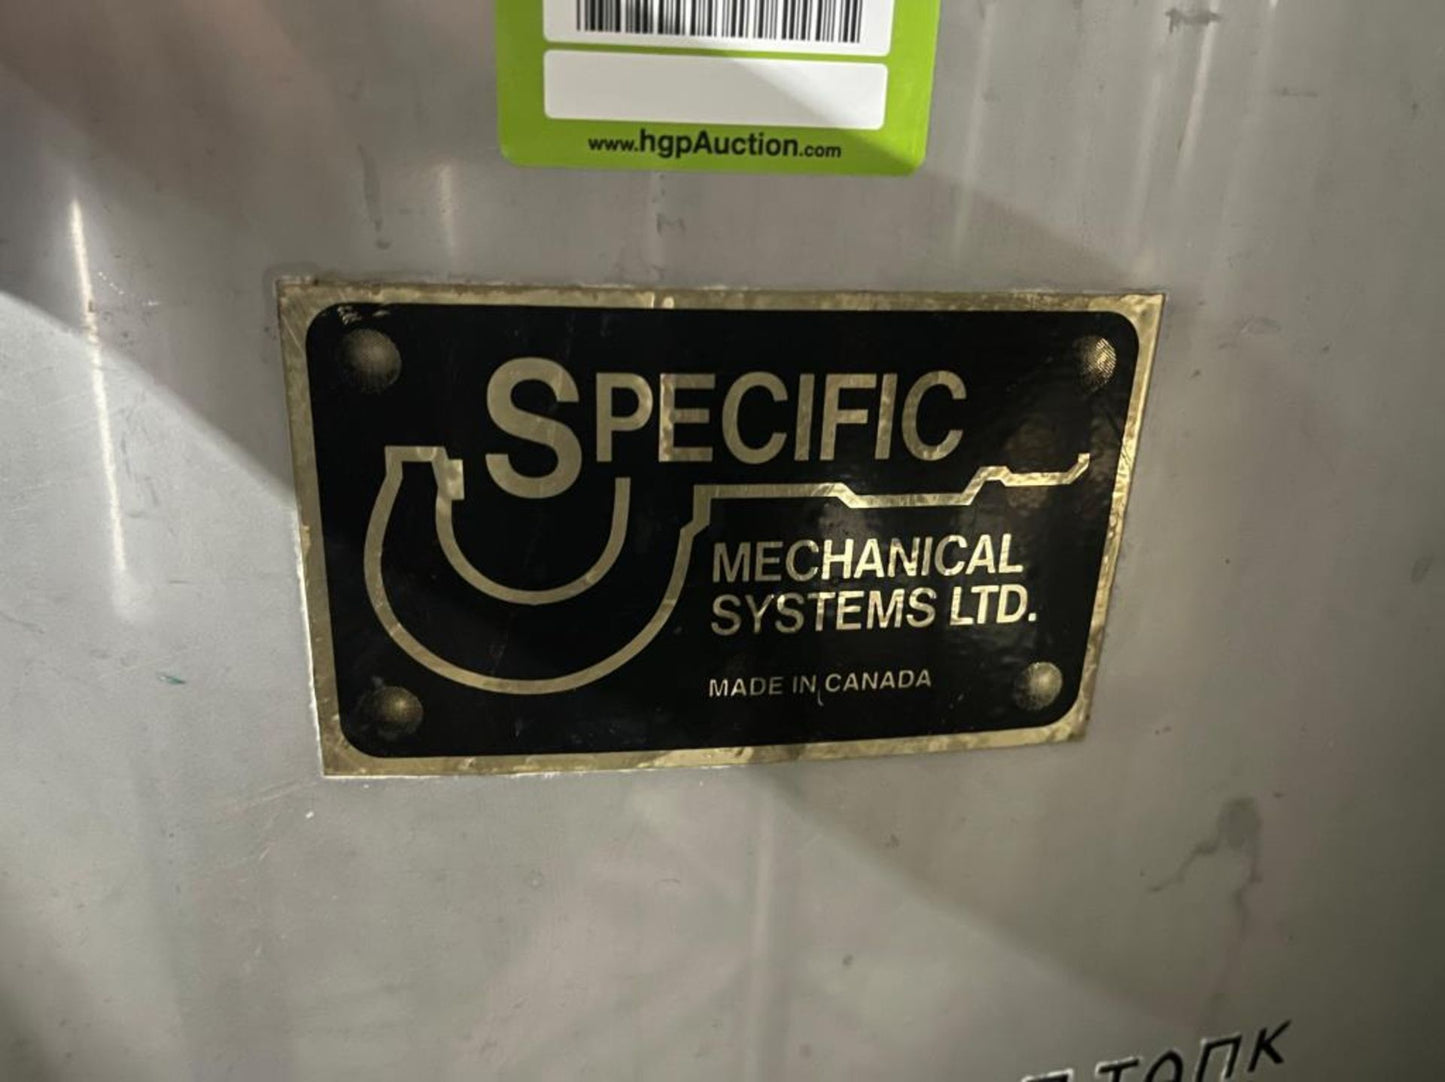 www.hgpAuction.com
SPECIFIC
MECHANICAL
SYSTEMS LTD.
MADE IN CANADA